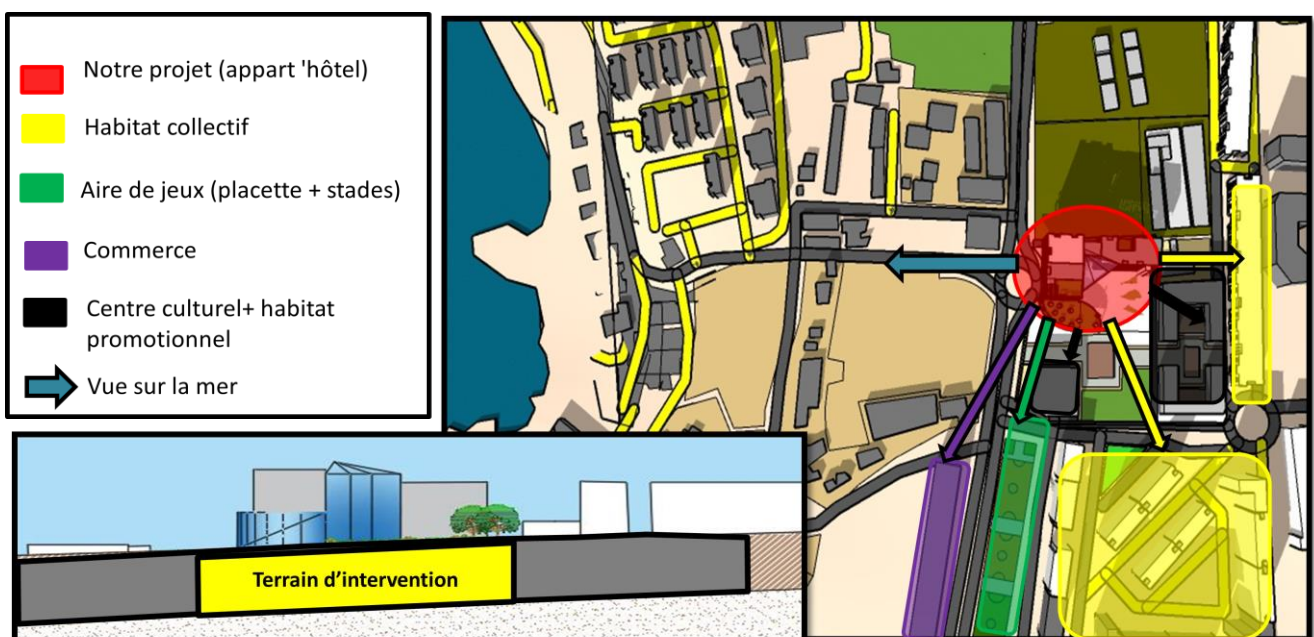 Notre projet (appart 'hôtel)
Habitat collectif
Aire de jeux (placette + stades)
Commerce
Centre culturel+ habitat
promotionnel
Vue sur la mer
Terrain d'intervention